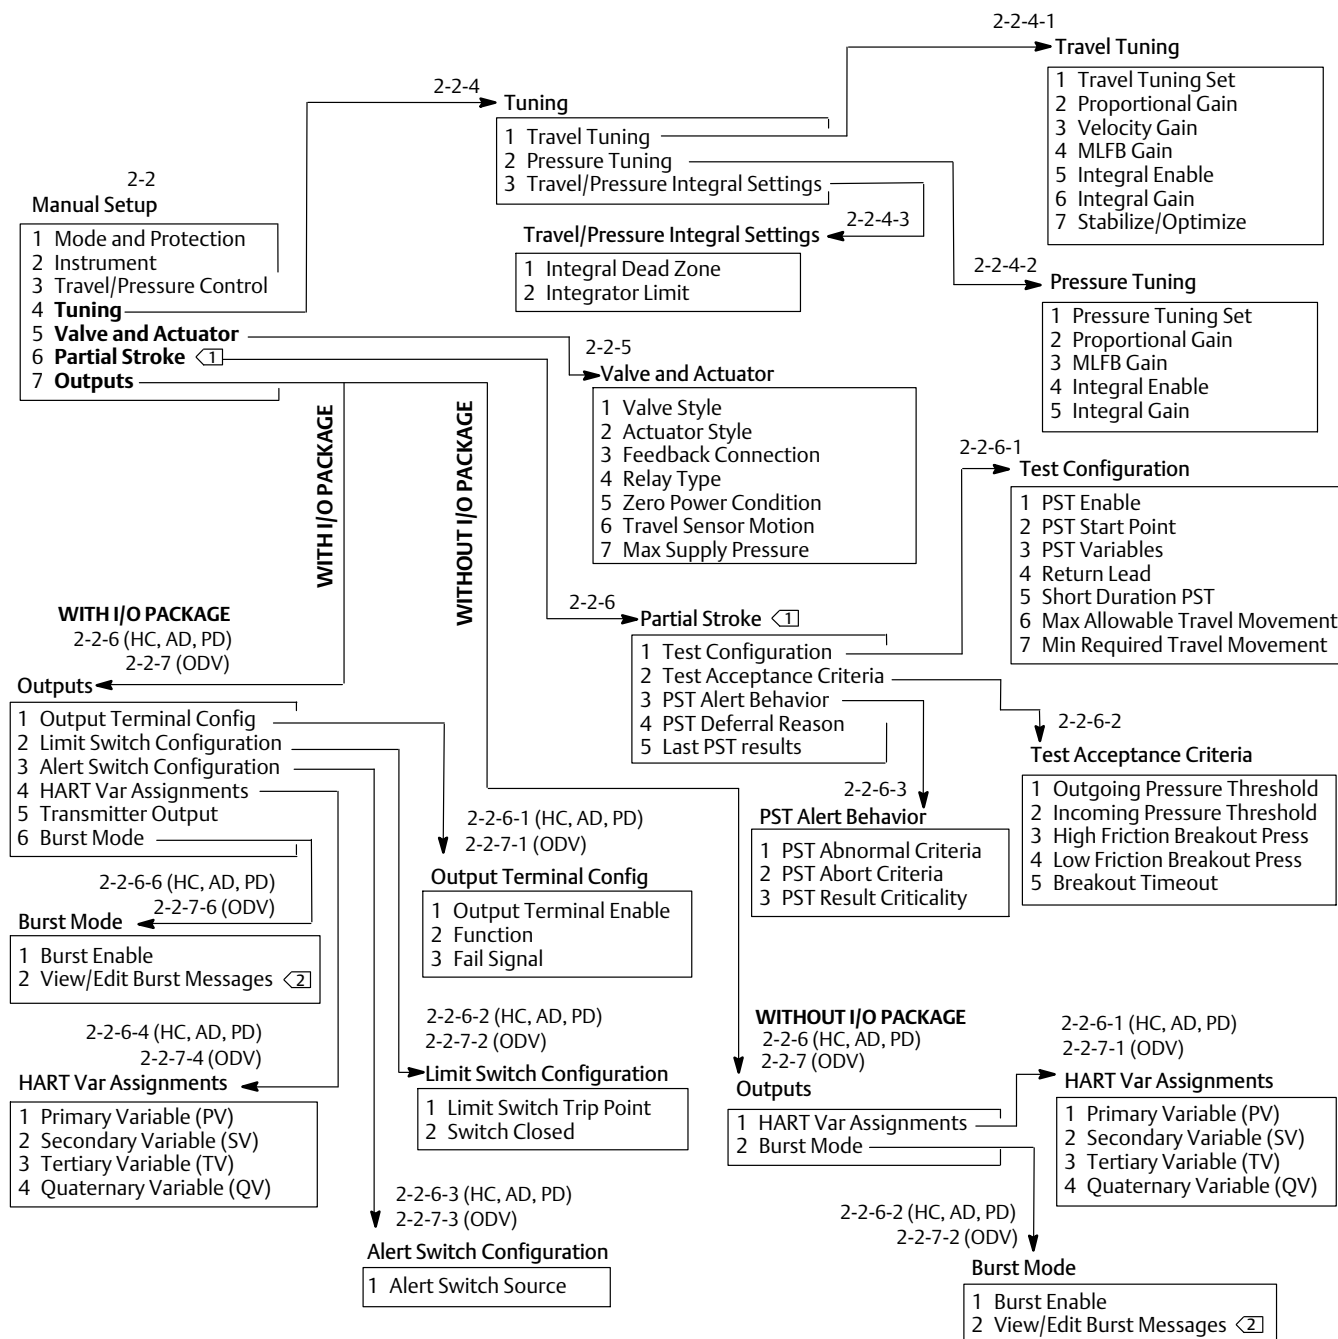 2-2
Manual Setup
1 Mode and Protection
2 Instrument
3 Travel/Pressure Control
4 Tuning
5 Valve and Actuator
6 Partial Stroke 1
7 Outputs
2-2-4
Tuning
1 Travel Tuning
2 Pressure Tuning
3 Travel/Pressure Integral Settings
2-2-4-1
Travel Tuning
1 Travel Tuning Set
2 Proportional Gain
3 Velocity Gain
4 MLFB Gain
5 Integral Enable
6 Integral Gain
7 Stabilize/Optimize
2-2-4-3
Travel/Pressure Integral Settings
1 Integral Dead Zone
2 Integrator Limit
2-2-4-2
Pressure Tuning
1 Pressure Tuning Set
2 Proportional Gain
3 MLFB Gain
4 Integral Enable
5 Integral Gain
2-2-5
Valve and Actuator
1 Valve Style
2 Actuator Style
3 Feedback Connection
4 Relay Type
5 Zero Power Condition
6 Travel Sensor Motion
7 Max Supply Pressure
WITH I/O PACKAGE
WITHOUT I/O PACKAGE
2-2-6
Partial Stroke 1
1 Test Configuration
2 Test Acceptance Criteria
3 PST Alert Behavior
4 PST Deferral Reason
5 Last PST results
2-2-6-1
Test Configuration
1 PST Enable
2 PST Start Point
3 PST Variables
4 Return Lead
5 Short Duration PST
6 Max Allowable Travel Movement
7 Min Required Travel Movement
2-2-6-2
Test Acceptance Criteria
1 Outgoing Pressure Threshold
2 Incoming Pressure Threshold
3 High Friction Breakout Press
4 Low Friction Breakout Press
5 Breakout Timeout
2-2-6-3
PST Alert Behavior
1 PST Abnormal Criteria
2 PST Abort Criteria
3 PST Result Criticality
WITH I/O PACKAGE
2-2-6 (HC, AD, PD)
2-2-7 (ODV)
Outputs
1 Output Terminal Config
2 Limit Switch Configuration
3 Alert Switch Configuration
4 HART Var Assignments
5 Transmitter Output
6 Burst Mode
2-2-6-6 (HC, AD, PD)
2-2-7-6 (ODV)
Burst Mode
1 Burst Enable
2 View/Edit Burst Messages 2
2-2-6-4 (HC, AD, PD)
2-2-7-4 (ODV)
HART Var Assignments
1 Primary Variable (PV)
2 Secondary Variable (SV)
3 Tertiary Variable (TV)
4 Quaternary Variable (QV)
2-2-6-1 (HC, AD, PD)
2-2-7-1 (ODV)
Output Terminal Config
1 Output Terminal Enable
2 Function
3 Fail Signal
2-2-6-2 (HC, AD, PD)
2-2-7-2 (ODV)
Limit Switch Configuration
1 Limit Switch Trip Point
2 Switch Closed
2-2-6-3 (HC, AD, PD)
2-2-7-3 (ODV)
Alert Switch Configuration
1 Alert Switch Source
WITHOUT I/O PACKAGE
2-2-6 (HC, AD, PD)
2-2-7 (ODV)
Outputs
1 HART Var Assignments
2 Burst Mode
2-2-6-1 (HC, AD, PD)
2-2-7-1 (ODV)
HART Var Assignments
1 Primary Variable (PV)
2 Secondary Variable (SV)
3 Tertiary Variable (TV)
4 Quaternary Variable (QV)
2-2-6-2 (HC, AD, PD)
2-2-7-2 (ODV)
Burst Mode
1 Burst Enable
2 View/Edit Burst Messages 2